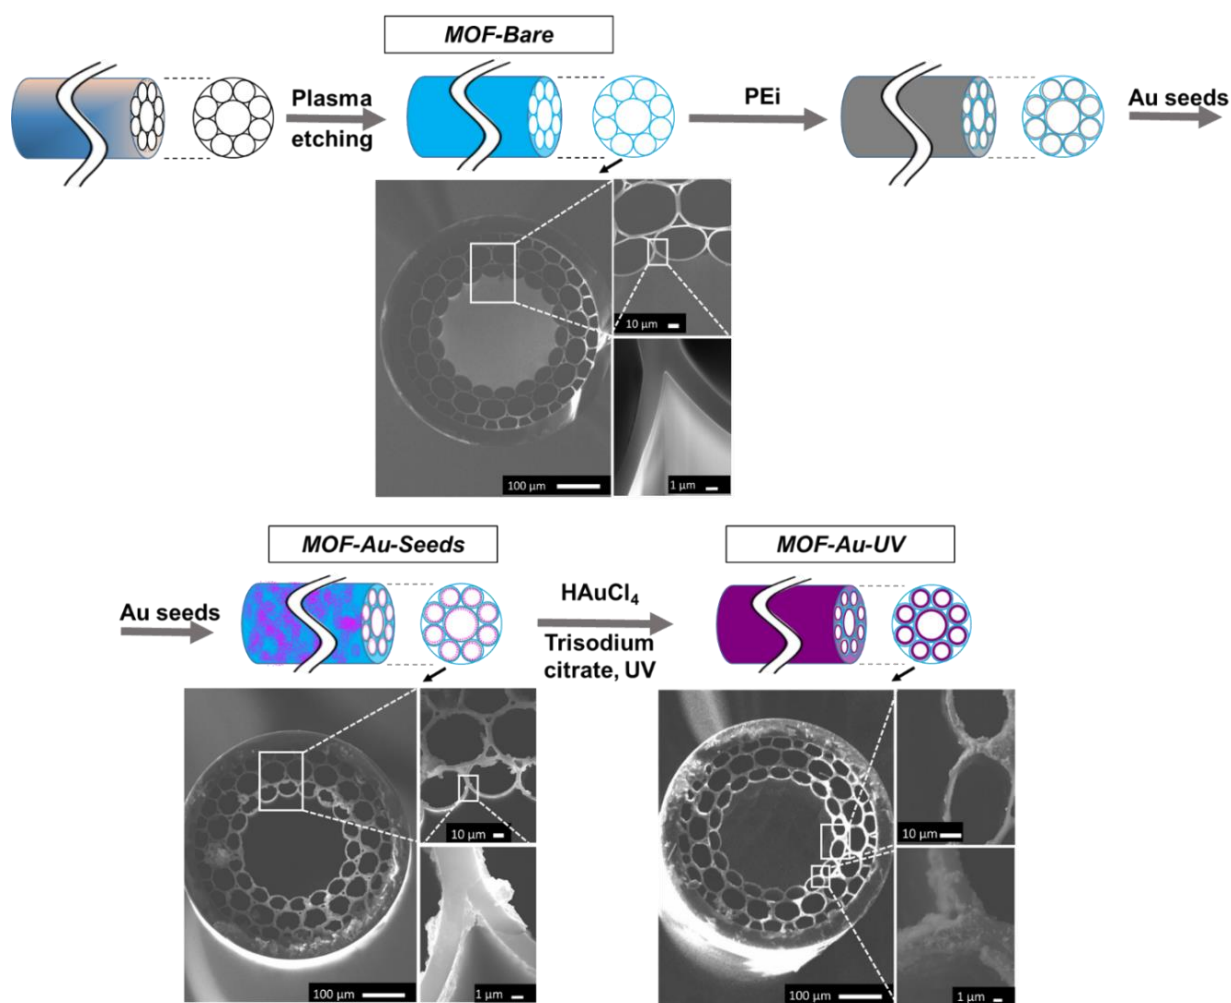 MOF-Bare
Plasma
etching
PEi
Au seeds
10 µm
100 µm
1 µm
MOF-Au-Seeds
MOF-Au-UV
Au seeds
HAuCl₄
Trisodium
citrate, UV
10 µm
100 µm
1 µm
10 µm
100 µm
1 µm